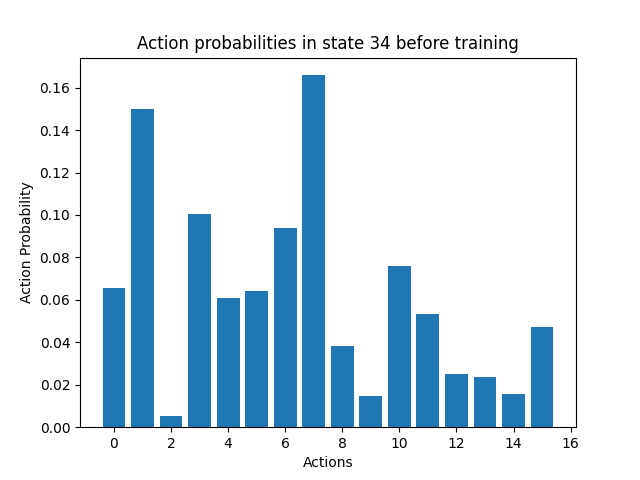 Action probabilities in state 34 before training
Action Probability
0.16
0.14
0.12
0.10
0.08
0.06
0.04
0.02
0.00
0 2 4 6 8 10 12 14 16
Actions